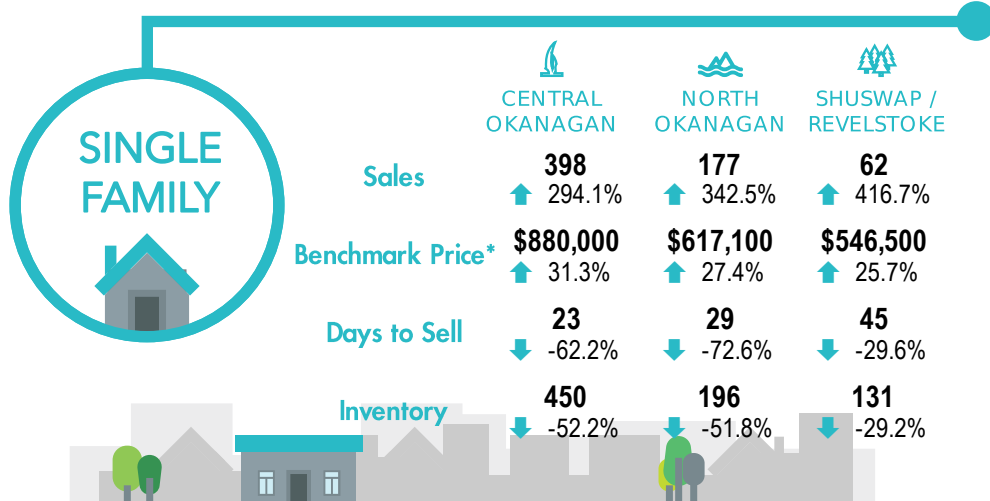 SINGLE
FAMILY
CENTRAL
OKANAGAN
NORTH
OKANAGAN
SHUSWAP /
REVELSTOKE
Sales
398
294.1%
177
342.5%
62
416.7%
Benchmark Price*
$880,000
31.3%
$617,100
27.4%
$546,500
25.7%
Days to Sell
23
-62.2%
29
-72.6%
45
-29.6%
Inventory
450
-52.2%
196
-51.8%
131
-29.2%